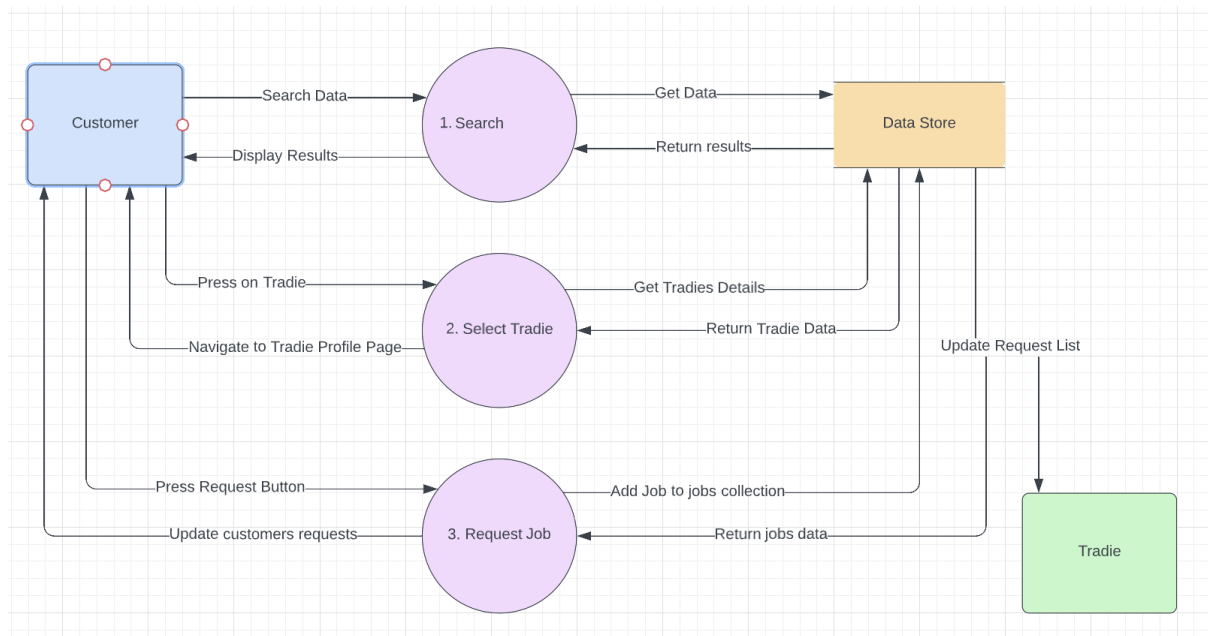 Customer
Search Data
1. Search
Get Data
Data Store
Display Results
Return results
Press on Tradie
Get Tradies Details
2. Select Tradie
Return Tradie Data
Navigate to Tradie Profile Page
Update Request List
Press Request Button
Add Job to jobs collection
3. Request Job
Update customers requests
Return jobs data
Tradie